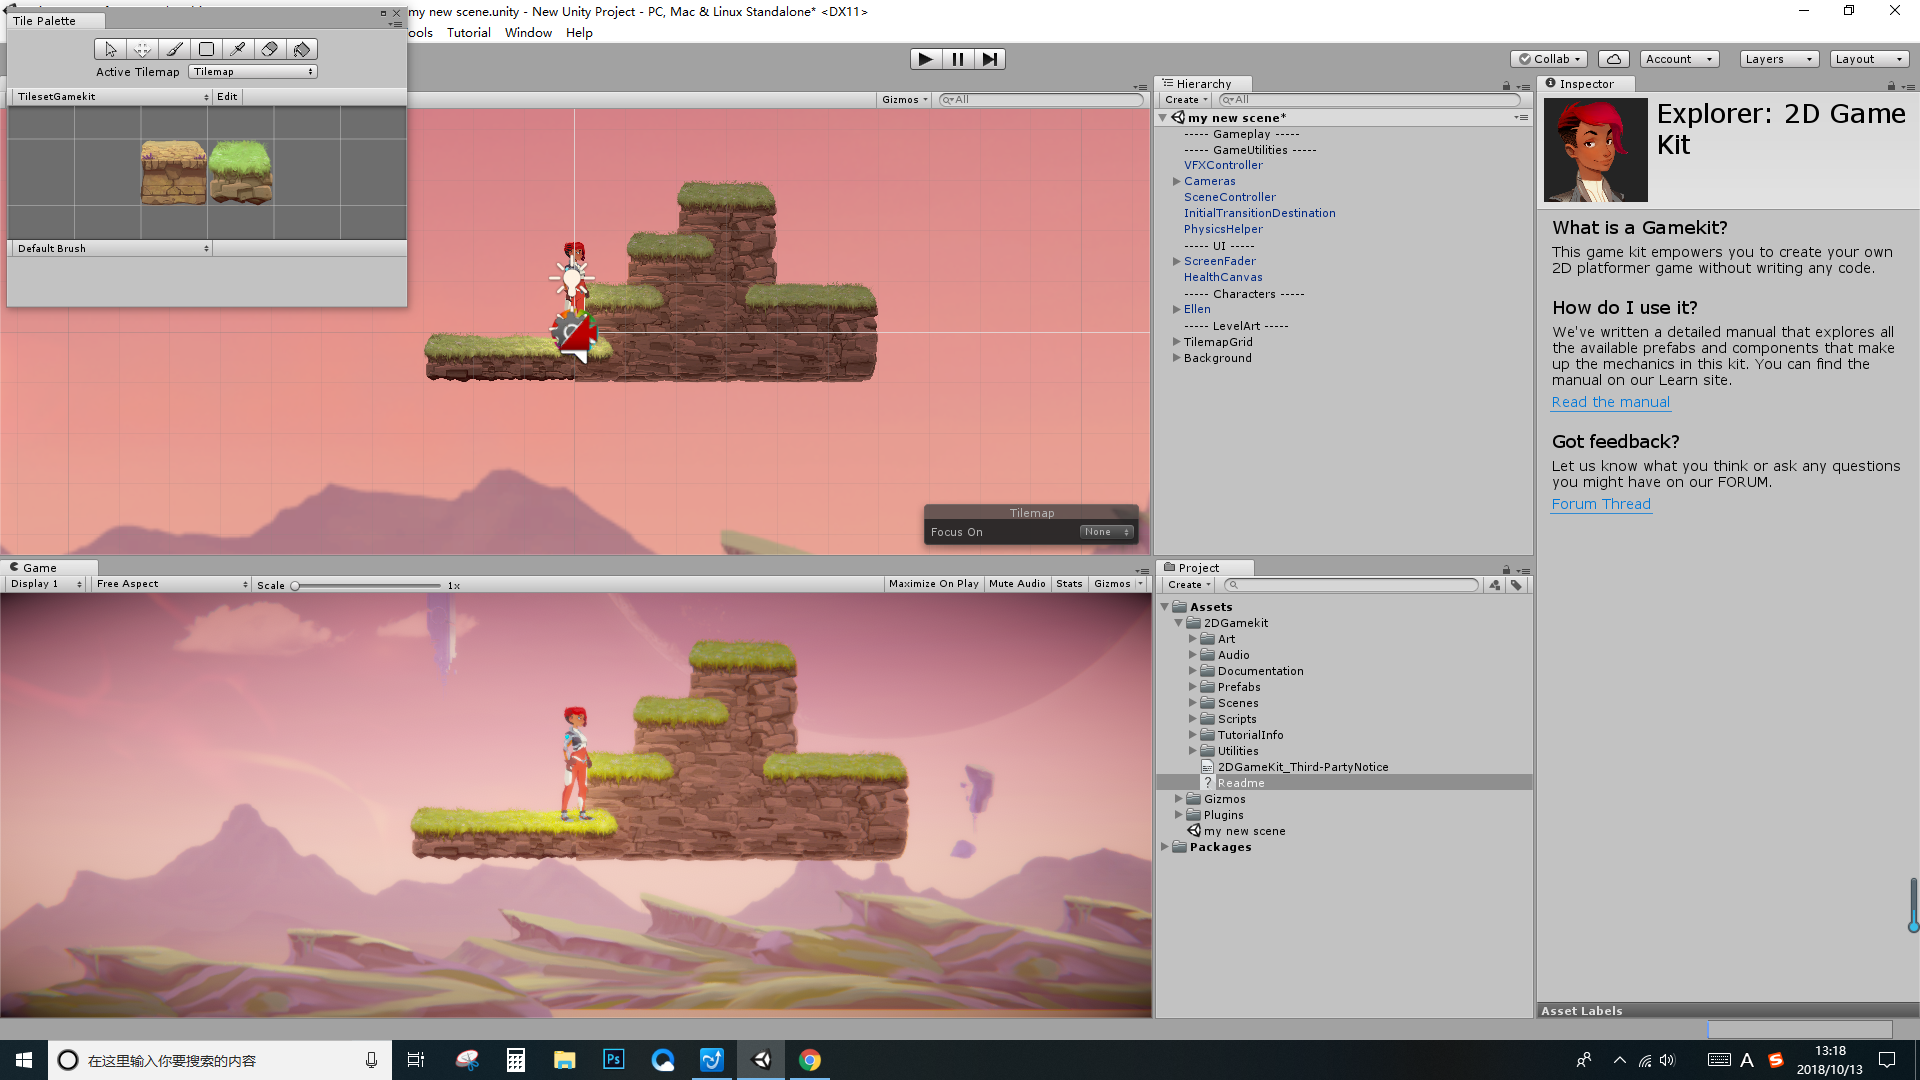 my new scene.unity - New Unity Project - PC, Mac & Linux Standalone* <DX11>
Tile Palette
ools Tutorial Window Help
Collab Account Layers Layout
Active Tilemap Tilemap
TilesetGamekit Edit
Default Brush
Gizmos All
Tilemap
Focus On None
Hierarchy
Create All
my new scene*
----- Gameplay -----
----- GameUtilities -----
VFXController
Cameras
SceneController
InitialTransitionDestination
PhysicsHelper
----- UI -----
ScreenFader
HealthCanvas
----- Characters -----
Ellen
----- LevelArt -----
TilemapGrid
Background
Inspector
Explorer: 2D Game
Kit
What is a Gamekit?
This game kit empowers you to create your own
2D platformer game without writing any code.
How do I use it?
We've written a detailed manual that explores all
the available prefabs and components that make
up the mechanics in this kit. You can find the
manual on our Learn site.
Read the manual
Got feedback?
Let us know what you think or ask any questions
you might have on our FORUM.
Forum Thread
Asset Labels
Game
Display 1 Free Aspect Scale 1x Maximize On Play Mute Audio Stats Gizmos
Project
Create
Assets
2DGamekit
Art
Audio
Documentation
Prefabs
Scenes
Scripts
TutorialInfo
Utilities
2DGameKit_Third-PartyNotice
Readme
Gizmos
Plugins
my new scene
Packages
在这里输入你要搜索的内容
Ps
A
S
13:18
2018/10/13